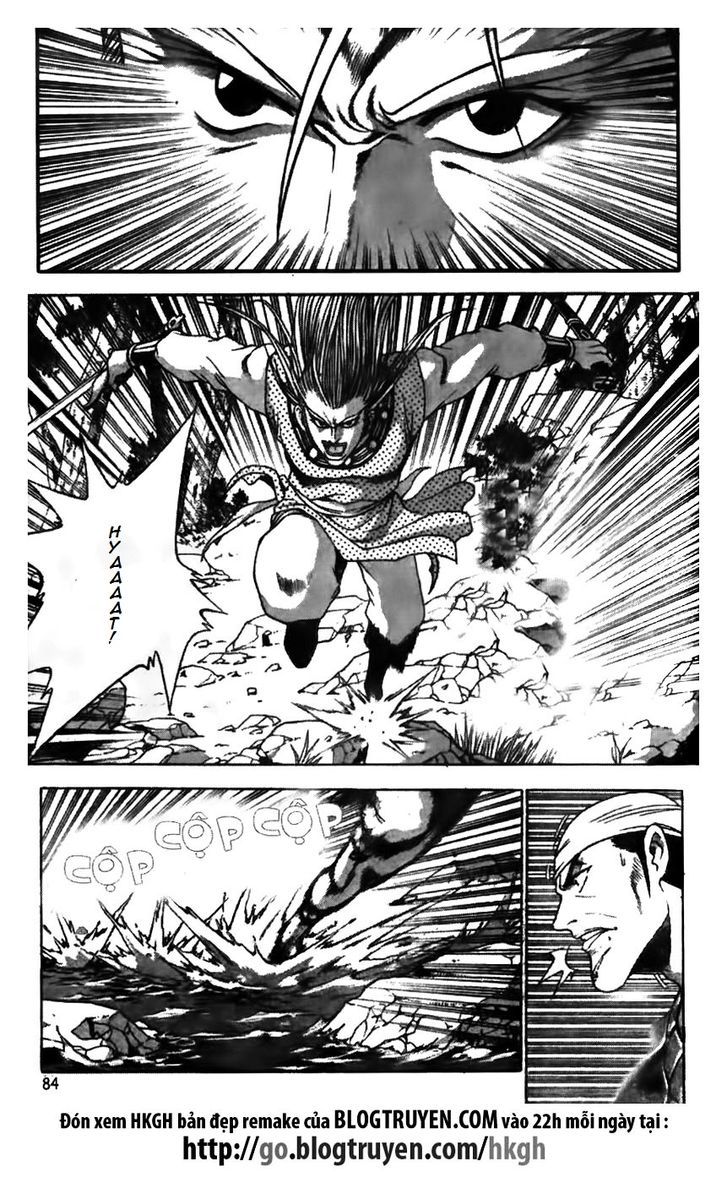 HYAAAAT!
CỘP CỘP CỘP
84
Đón xem HKGH bản đẹp remake của BLOGTRUYEN.COM vào 22h mỗi ngày tại :
http://go.blogtruyen.com/hkgh